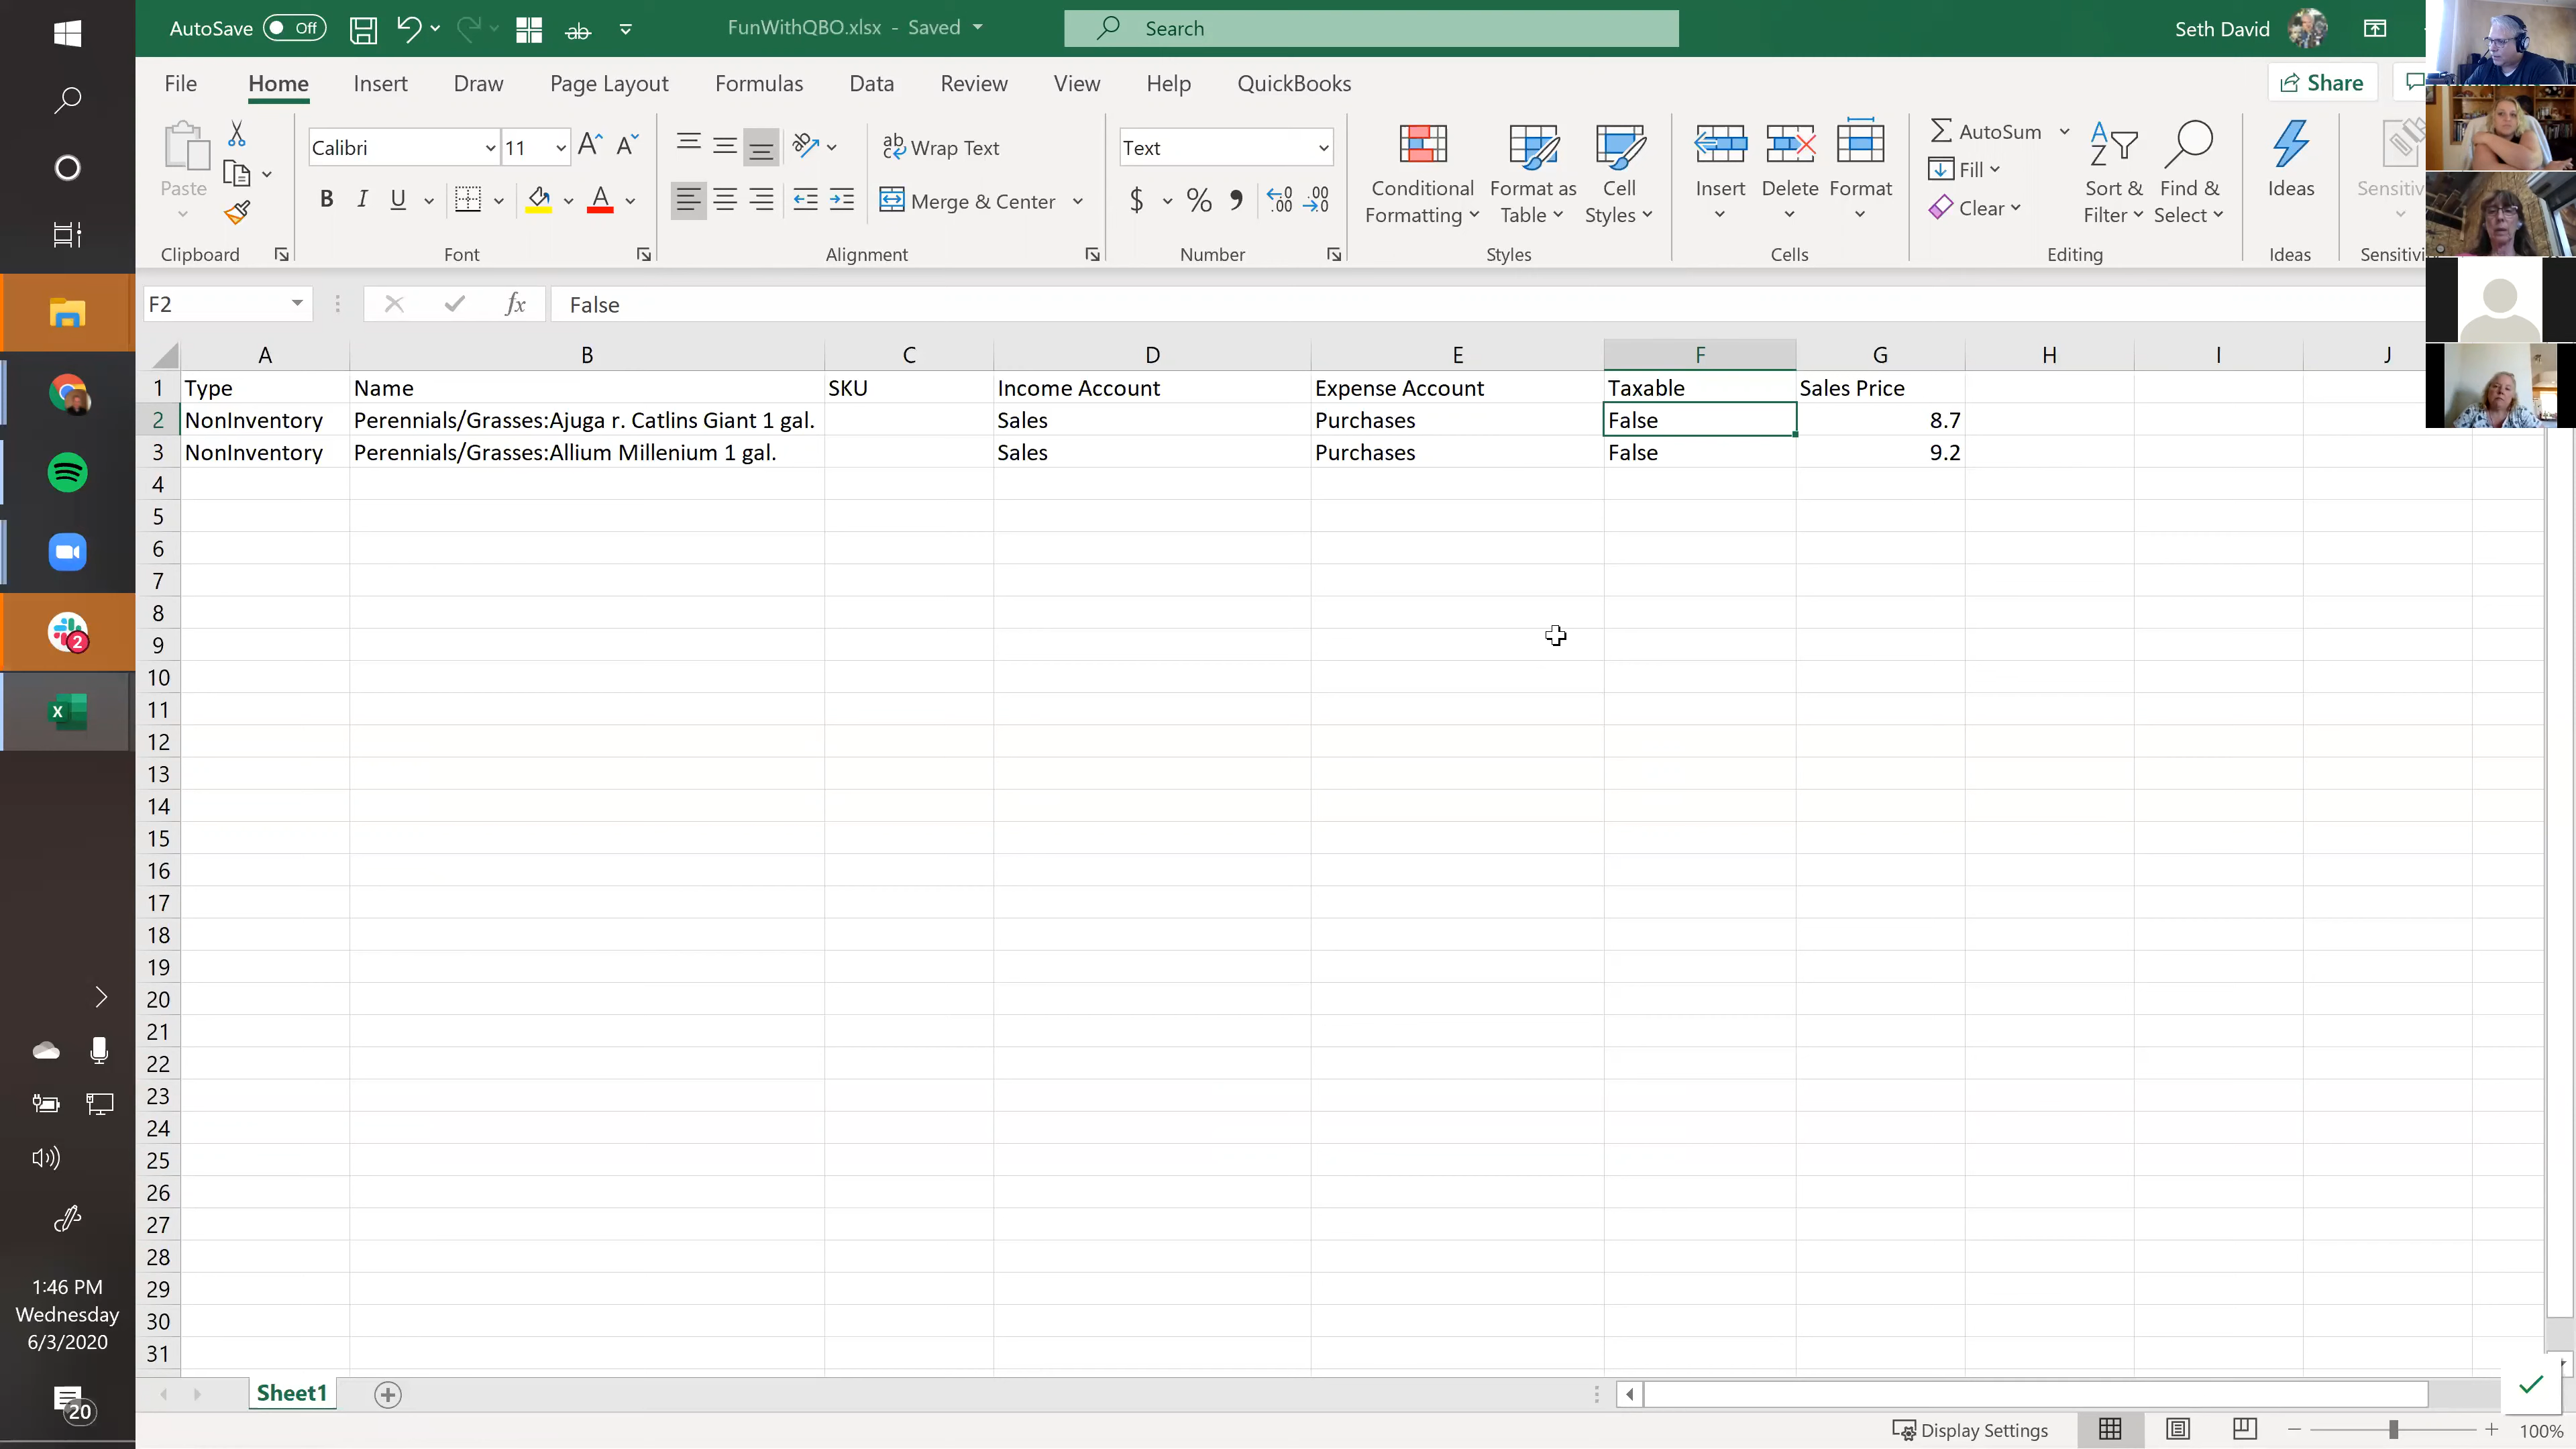 AutoSave Off FunWithQBO.xlsx - Saved Search Seth David
File Home Insert Draw Page Layout Formulas Data Review View Help QuickBooks Share
Paste Calibri 11 Wrap Text Text Conditional Formatting Format as Table Cell Styles Insert Delete Format AutoSum Fill Clear Sort & Filter Find & Select Ideas
B I U Merge & Center $ % 9
Clipboard Font Alignment Number Styles Cells Editing Ideas
F2 fx False
A B C D E F G H I J
1 Type Name SKU Income Account Expense Account Taxable Sales Price
2 NonInventory Perennials/Grasses:Ajuga r. Catlins Giant 1 gal. Sales Purchases False 8.7
3 NonInventory Perennials/Grasses:Allium Millenium 1 gal. Sales Purchases False 9.2
4
5
6
7
8
9
10
11
12
13
14
15
16
17
18
19
20
21
22
23
24
25
26
27
28
29
30
31
2
1:46 PM
Wednesday
6/3/2020
20
Sheet1
Display Settings 100%